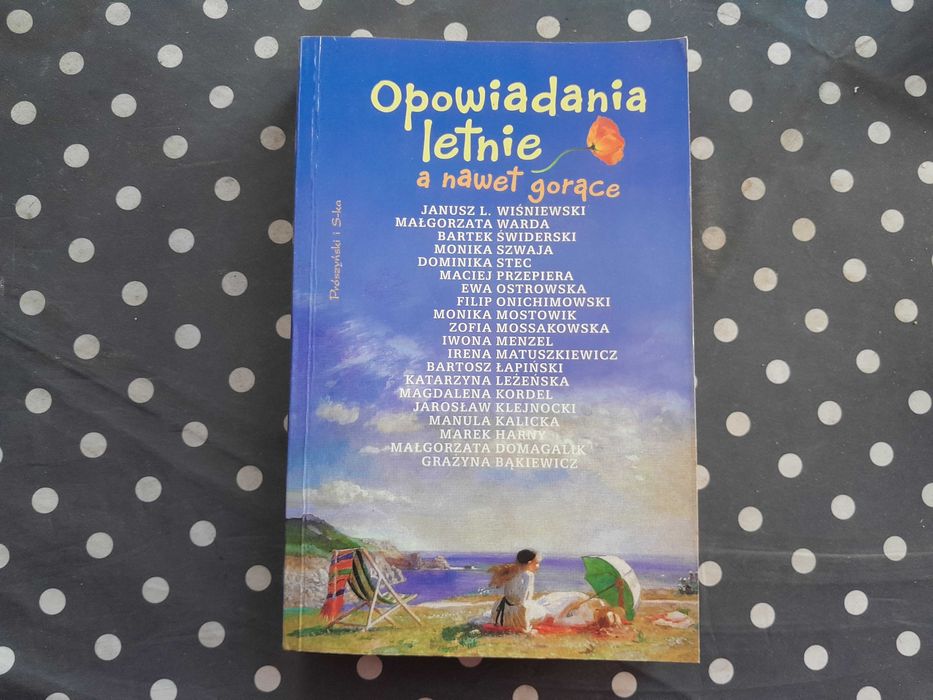 Opowiadania
letnie
a nawet gorące
JANUSZ L. WIŚNIEWSKI
MAŁGORZATA WARDA
BARTEK ŚWIDERSKI
MONIKA SZWAJA
DOMINIKA STEC
MACIEJ PRZEPIERA
EWA OSTROWSKA
FILIP ONICHIMOWSKI
MONIKA MOSTOWIK
ZOFIA MOSSAKOWSKA
IWONA MENZEL
IRENA MATUSZKIEWICZ
BARTOSZ ŁAPIŃSKI
KATARZYNA LEŻEŃSKA
MAGDALENA KORDEL
JAROSŁAW KLEJNOCKI
MANULA KALICKA
MAREK HARNY
MAŁGORZATA DOMAGALIK
GRAŻYNA BĄKIEWICZ
Prószyński i S-ka